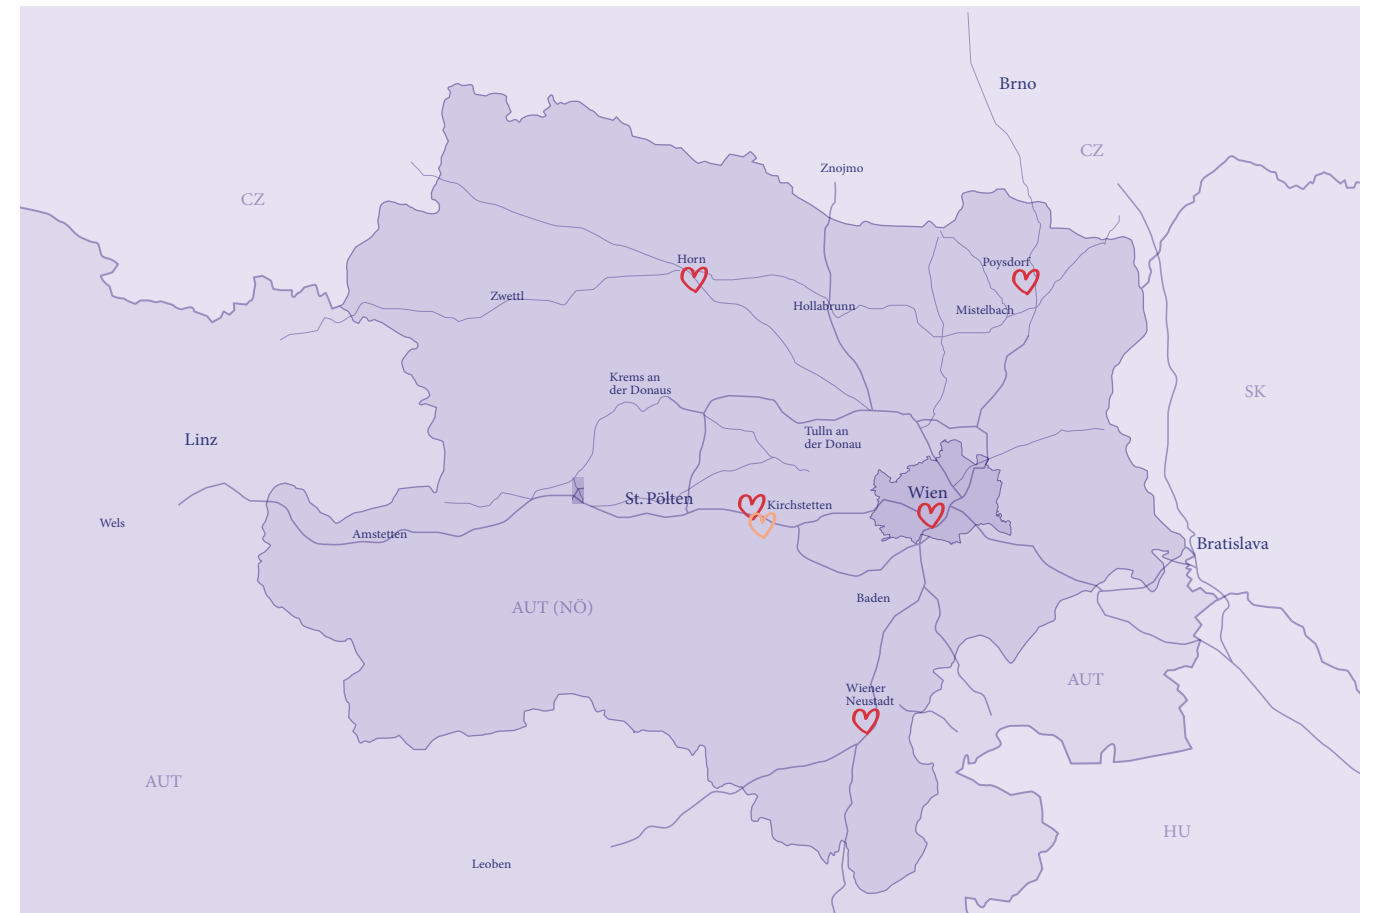 Brno
CZ
Znojmo
CZ
Horn
Poysdorf
Zwettl
Hollabrunn
Mistelbach
Krems an
der Donaus
SK
Tulln an
der Donau
Linz
Wien
St. Pölten
Kirchstetten
Wels
Amstetten
Bratislava
Baden
AUT (NÖ)
AUT
Wiener
Neustadt
AUT
HU
Leoben